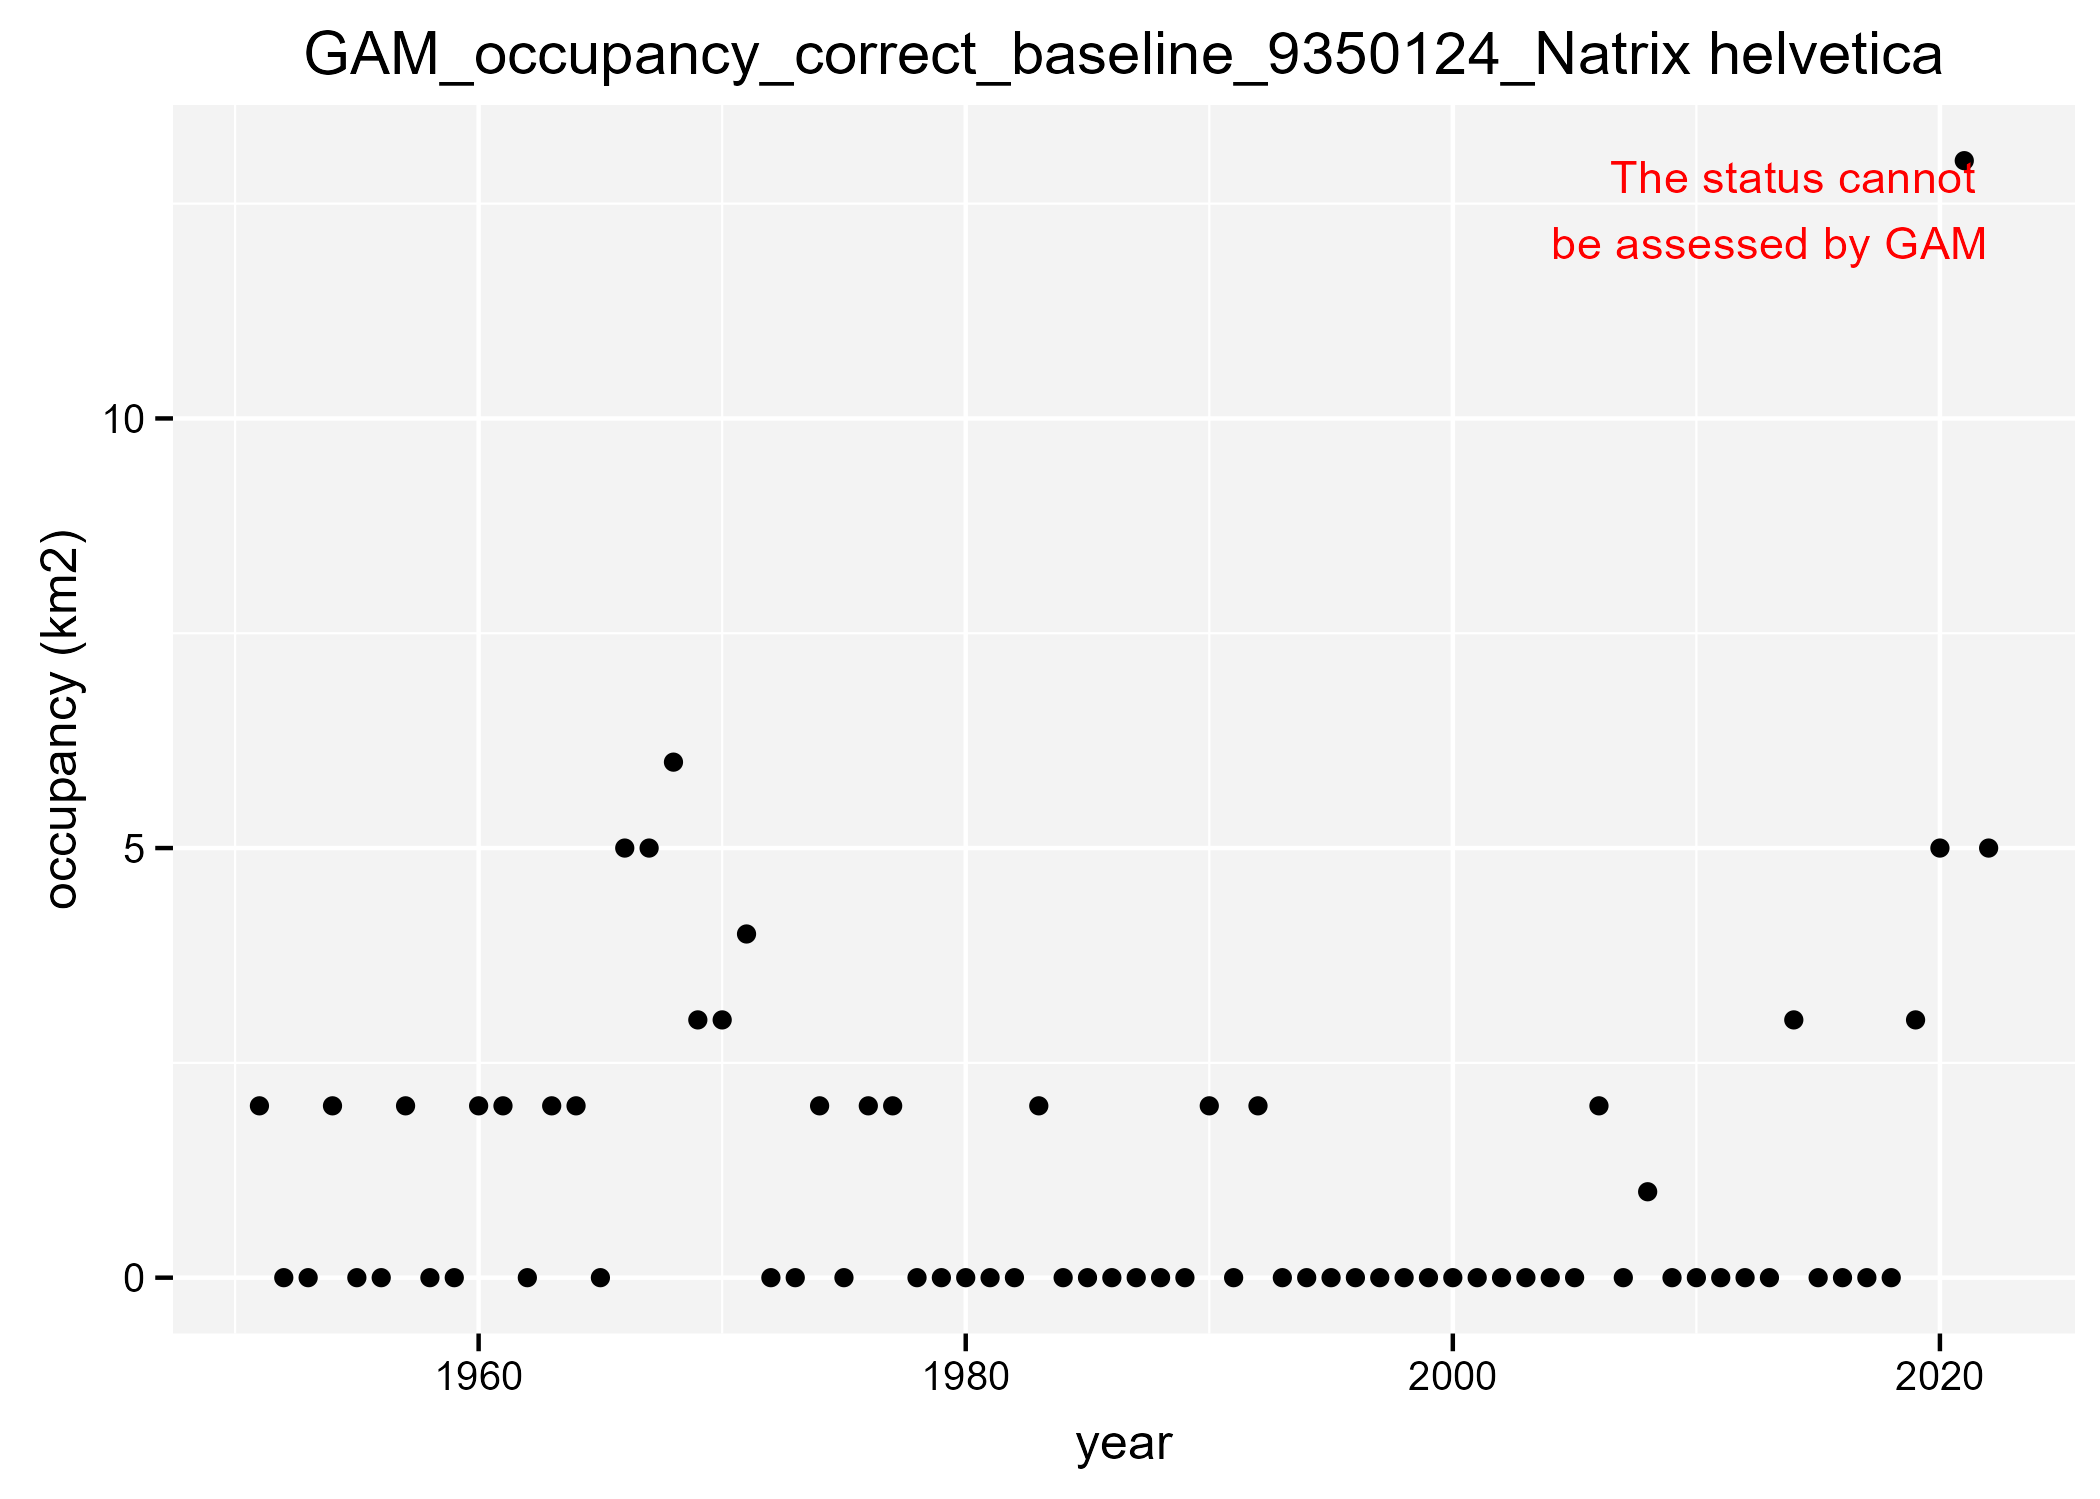 GAM_occupancy_correct_baseline_9350124_Natrix helvetica
The status cannot
be assessed by GAM
occupancy (km2)
10
5
0
1960 1980 2000 2020
year